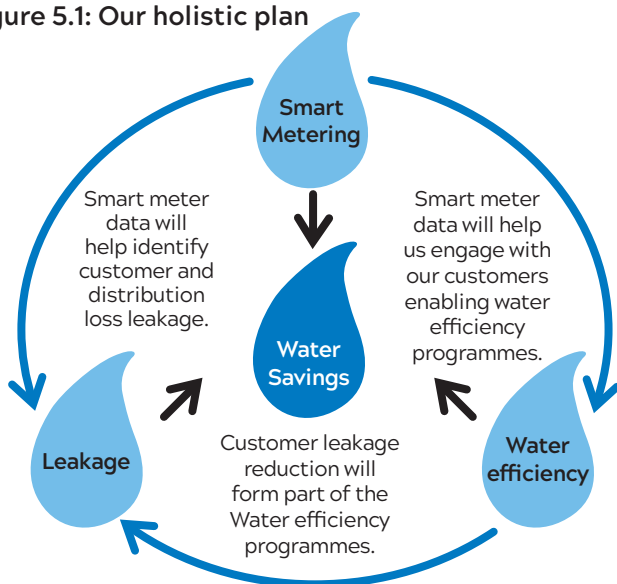 gure 5.1: Our holistic plan
Smart
Metering
Smart meter
data will
help identify
customer and
distribution
loss leakage.
Smart meter
data will help
us engage with
our customers
enabling water
efficiency
programmes.
Water
Savings
Leakage
Customer leakage
reduction will
form part of the
Water efficiency
programmes.
Water
efficiency